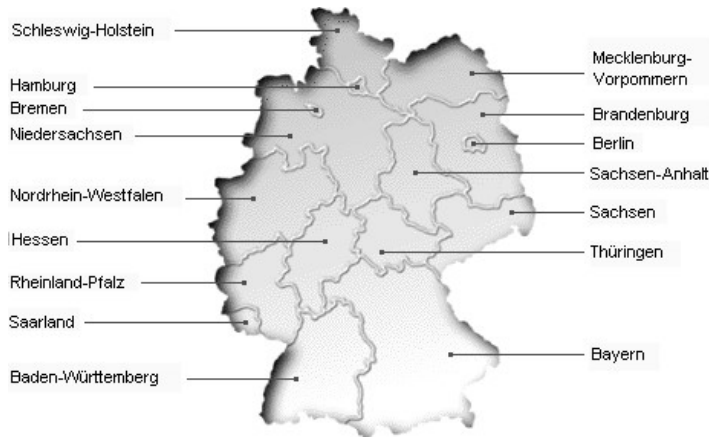 Schleswig-Holstein
Hamburg
Bremen
Niedersachsen
Nordrhein-Westfalen
Hessen
Rheinland-Pfalz
Saarland
Baden-Württemberg
Mecklenburg-
Vorpommern
Brandenburg
Berlin
Sachsen-Anhalt
Sachsen
Thüringen
Bayern